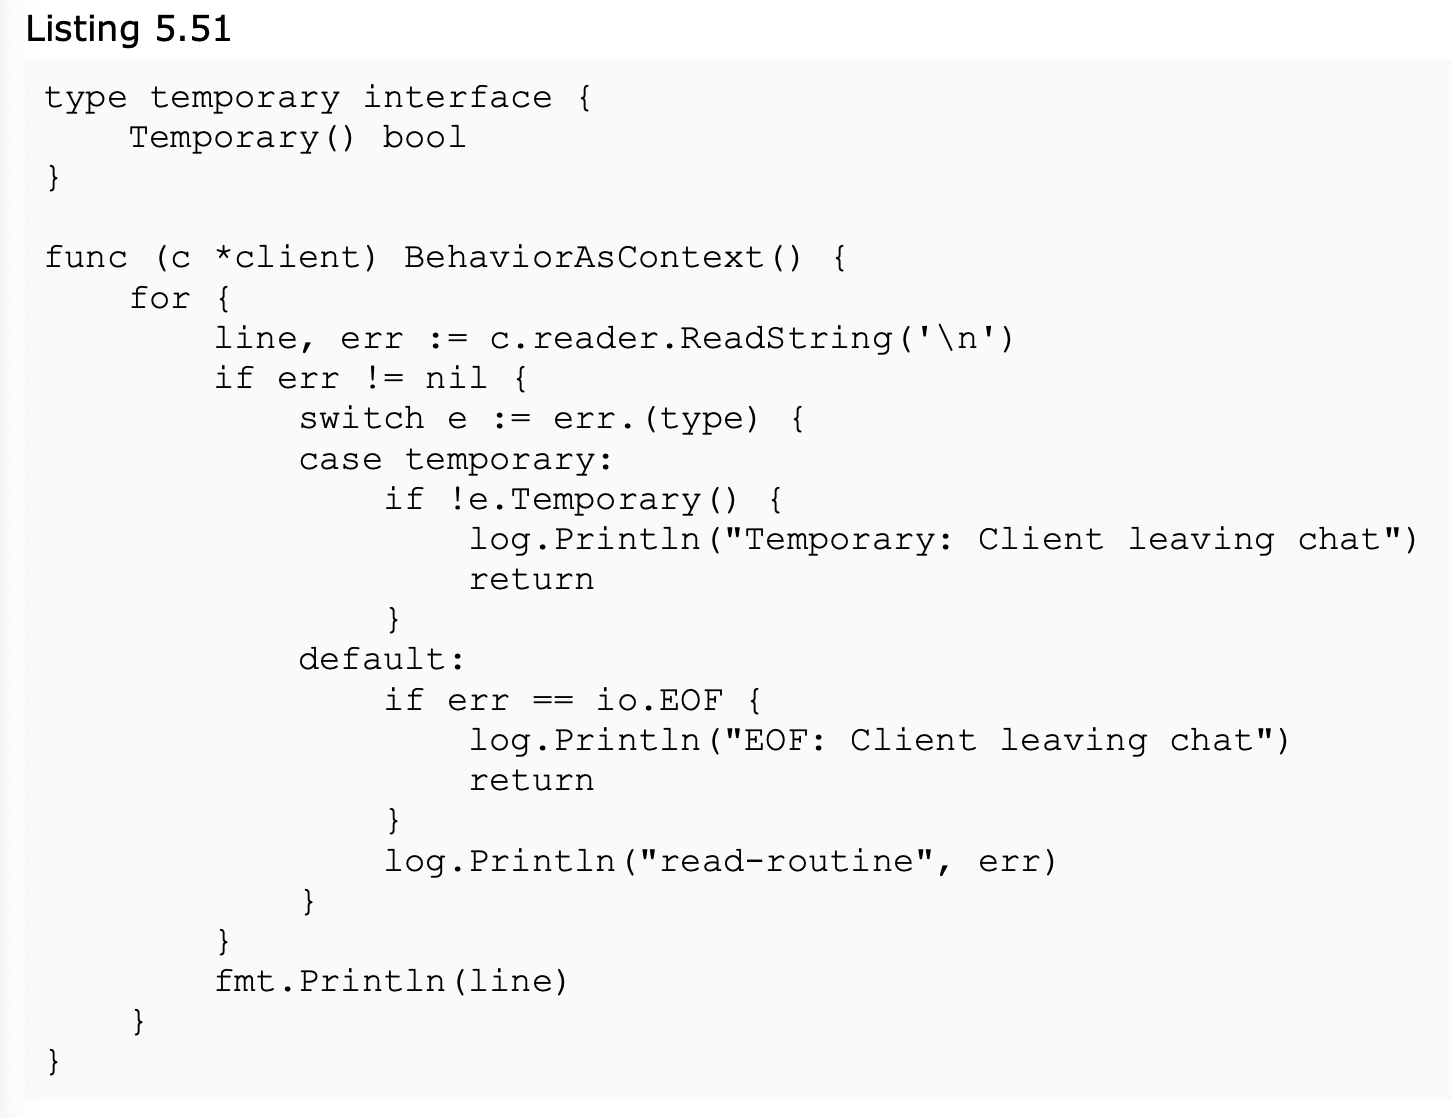 Listing 5.51
type temporary interface {
     Temporary() bool
}

func (c *client) BehaviorAsContext() {
     for {
          line, err := c.reader.ReadString('\n')
          if err != nil {
               switch e := err.(type) {
               case temporary:
                    if !e.Temporary() {
                         log.Println("Temporary: Client leaving chat")
                         return
                    }
               default:
                    if err == io.EOF {
                         log.Println("EOF: Client leaving chat")
                         return
                    }
                    log.Println("read-routine", err)
               }
          }
          fmt.Println(line)
     }
}